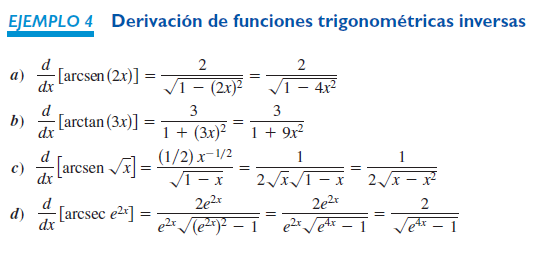 EJEMPLO 4 Derivación de funciones trigonométricas inversas
a) d/dx [arcsen (2x)] = 2/√(1 − (2x)²) = 2/√(1 − 4x²)
b) d/dx [arctan (3x)] = 3/(1 + (3x)²) = 3/(1 + 9x²)
c) d/dx [arcsen √x] = (1/2) x^(−1/2)/√(1 − x) = 1/(2√x√(1 − x)) = 1/(2√(x − x²))
d) d/dx [arcsec e^(2x)] = 2e^(2x)/(e^(2x)√((e^(2x))² − 1)) = 2e^(2x)/(e^(2x)√(e^(4x) − 1)) = 2/√(e^(4x) − 1)